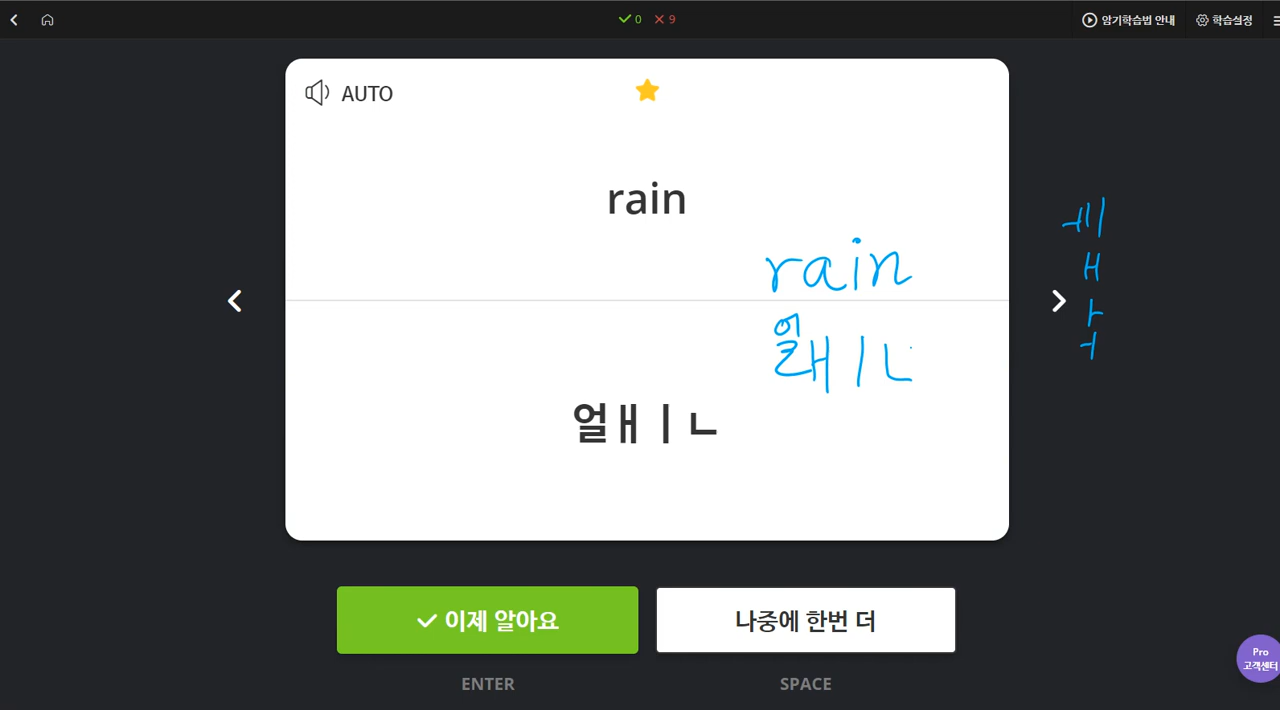 0 9 암기학습법 안내 학습설정
AUTO
rain
rain
얼ㅐㅣㄴ
얼ㅐㅣㄴ
ㅔㅣ
ㅐ
ㅏ
ㅓ
이제 알아요 나중에 한번 더
ENTER SPACE
Pro
고객센터